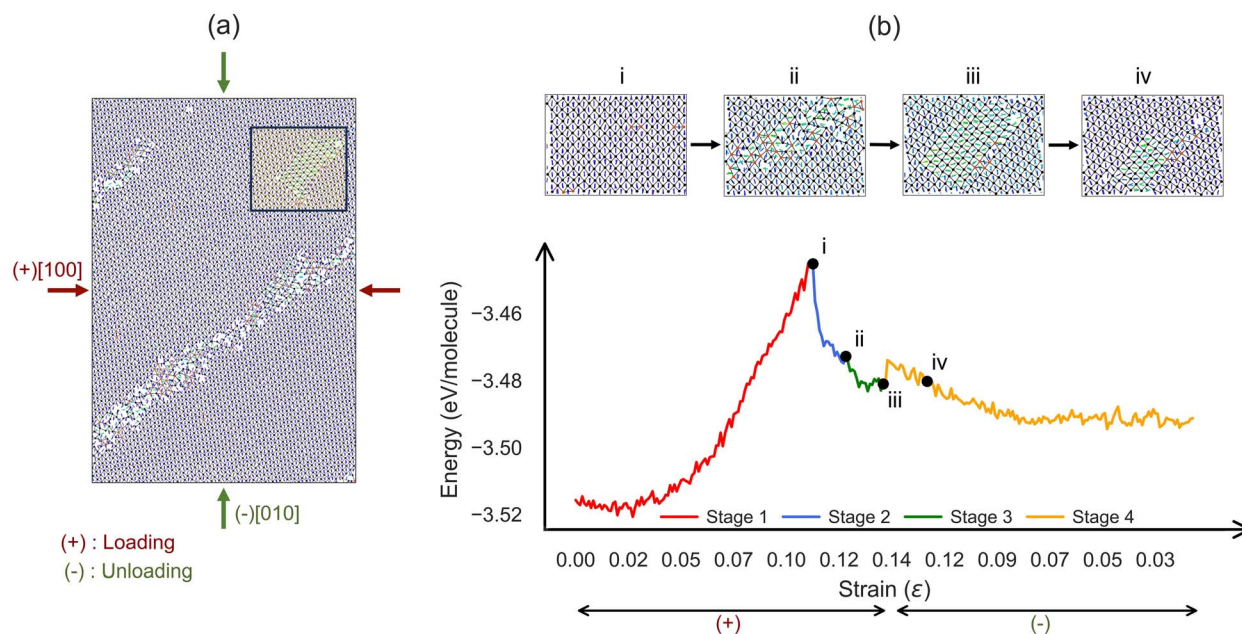 (a)
(+)[100]
(-)[010]
(+) : Loading
(-) : Unloading
(b)
i
ii
iii
iv
Energy (eV/molecule)
−3.46
−3.48
−3.50
−3.52
i
ii
iii
iv
Stage 1
Stage 2
Stage 3
Stage 4
0.00 0.02 0.05 0.07 0.10 0.12 0.14 0.12 0.09 0.07 0.05 0.03
Strain (ε)
(+)
(-)